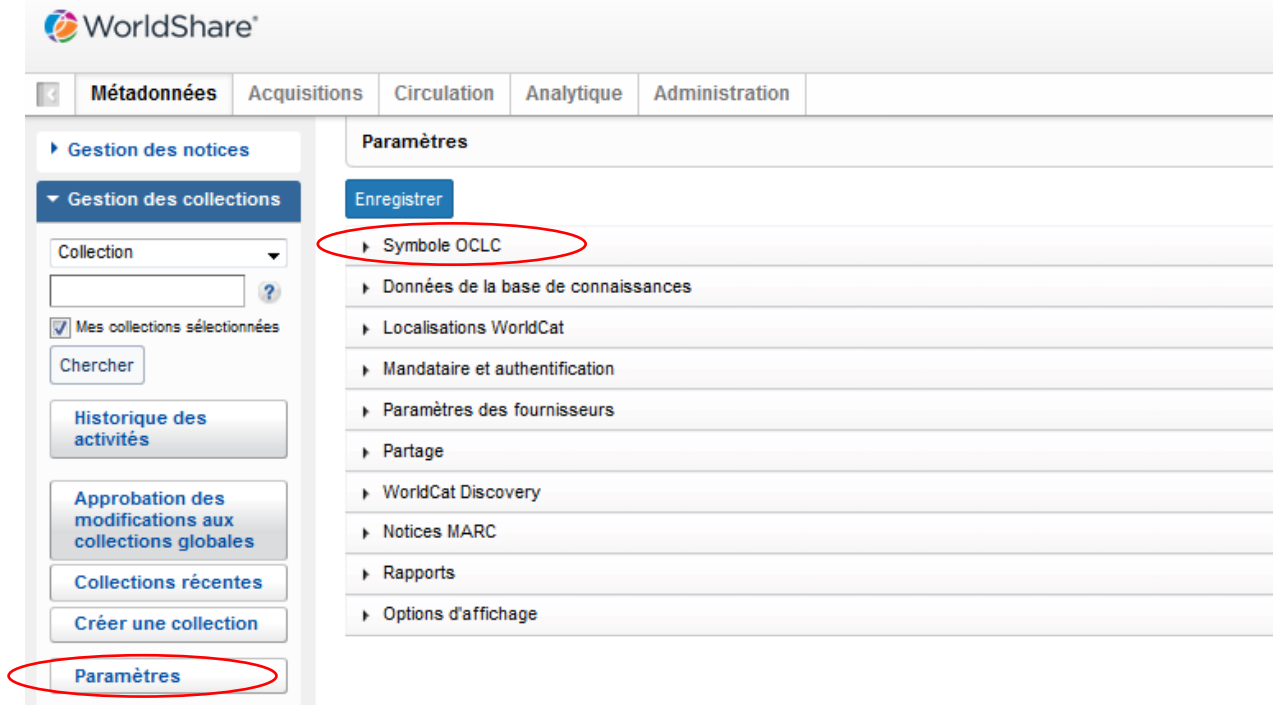 WorldShare®
Métadonnées Acquisitions Circulation Analytique Administration
Gestion des notices
Gestion des collections
Collection
?
Mes collections sélectionnées
Chercher
Historique des
activités
Approbation des
modifications aux
collections globales
Collections récentes
Créer une collection
Paramètres
Paramètres
Enregistrer
Symbole OCLC
Données de la base de connaissances
Localisations WorldCat
Mandataire et authentification
Paramètres des fournisseurs
Partage
WorldCat Discovery
Notices MARC
Rapports
Options d'affichage